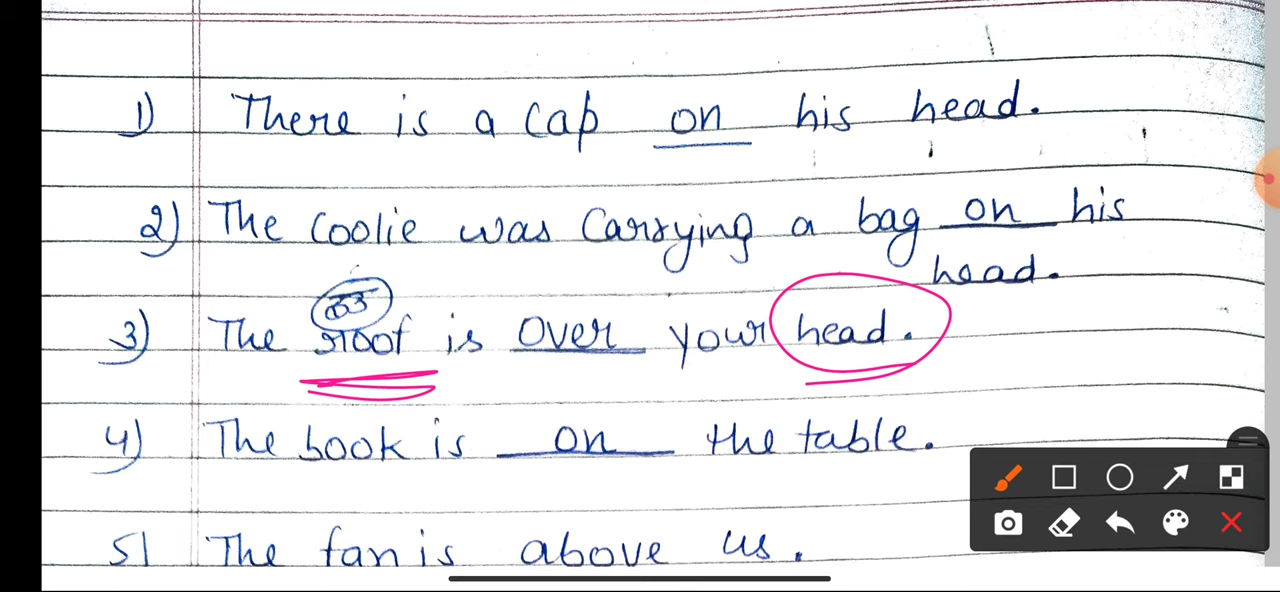 1) There is a cap on his head.
2) The coolie was carrying a bag on his
head.
छत
3) The roof is over your head.
4) The book is on the table.
5) The fan is above us.